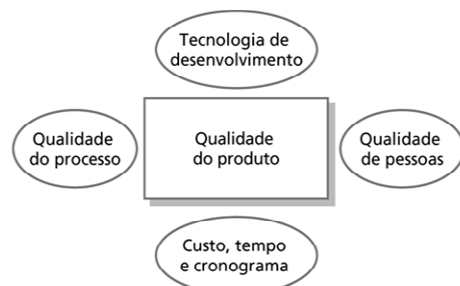 Tecnologia de
desenvolvimento
Qualidade
do processo
Qualidade
do produto
Qualidade
de pessoas
Custo, tempo
e cronograma